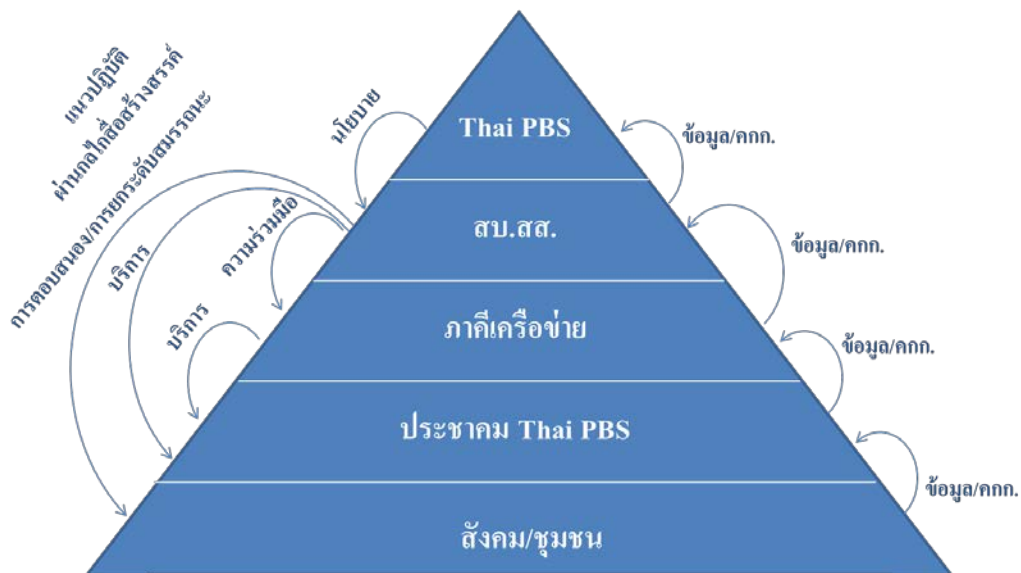 แนวปฏิบัติ
ผ่านกลไกสื่อสร้างสรรค์
การตอบสนอง/การยกระดับสมรรถนะ
บริการ
ความร่วมมือ
นโยบาย
บริการ
Thai PBS
สบ.สส.
ภาคีเครือข่าย
ประชาคม Thai PBS
สังคม/ชุมชน
ข้อมูล/คกก.
ข้อมูล/คกก.
ข้อมูล/คกก.
ข้อมูล/คกก.